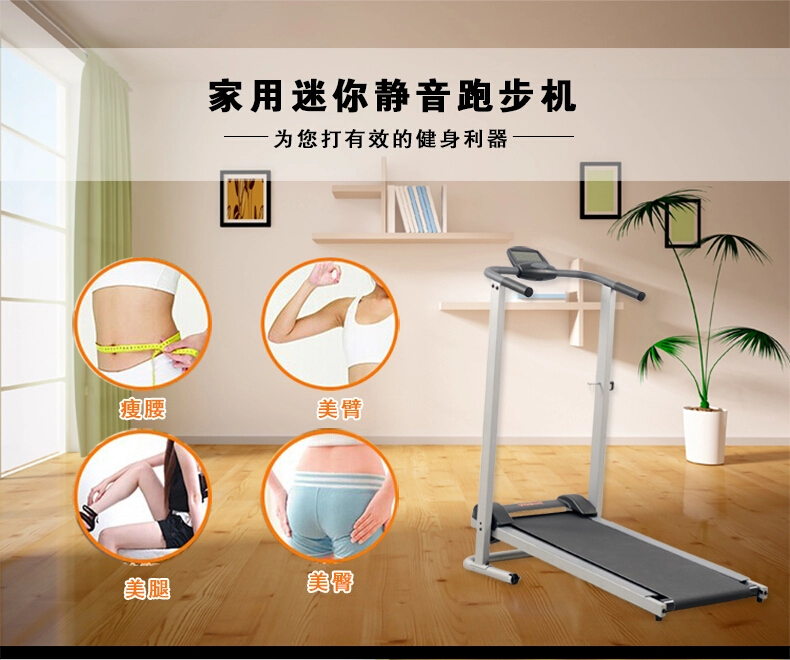 家用迷你静音跑步机
为您打有效的健身利器
瘦腰
美臂
美腿
美臀